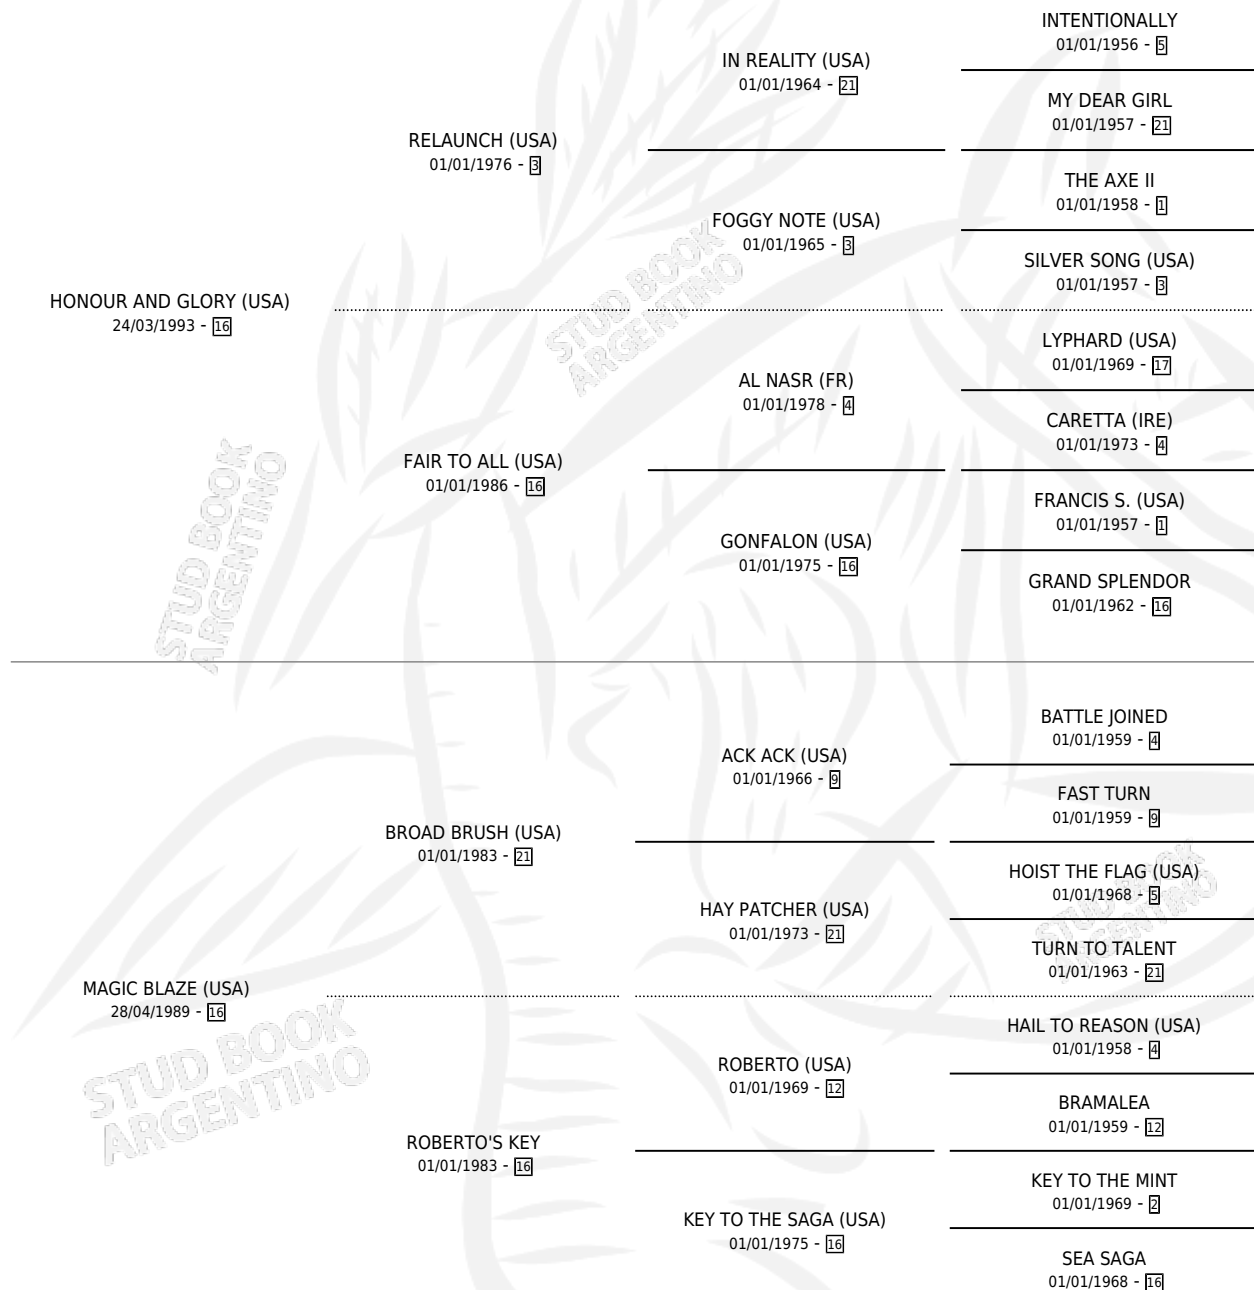 INTENTIONALLY
01/01/1956 - 5
IN REALITY (USA)
01/01/1964 - 21
MY DEAR GIRL
01/01/1957 - 21
RELAUNCH (USA)
01/01/1976 - 3
THE AXE II
01/01/1958 - 1
FOGGY NOTE (USA)
01/01/1965 - 3
SILVER SONG (USA)
01/01/1957 - 3
HONOUR AND GLORY (USA)
24/03/1993 - 16
LYPHARD (USA)
01/01/1969 - 17
AL NASR (FR)
01/01/1978 - 4
CARETTA (IRE)
01/01/1973 - 4
FAIR TO ALL (USA)
01/01/1986 - 16
FRANCIS S. (USA)
01/01/1957 - 1
GONFALON (USA)
01/01/1975 - 16
GRAND SPLENDOR
01/01/1962 - 16
BATTLE JOINED
01/01/1959 - 4
ACK ACK (USA)
01/01/1966 - 9
FAST TURN
01/01/1959 - 9
BROAD BRUSH (USA)
01/01/1983 - 21
HOIST THE FLAG (USA)
01/01/1968 - 5
HAY PATCHER (USA)
01/01/1973 - 21
TURN TO TALENT
01/01/1963 - 21
MAGIC BLAZE (USA)
28/04/1989 - 16
HAIL TO REASON (USA)
01/01/1958 - 4
ROBERTO (USA)
01/01/1969 - 12
BRAMALEA
01/01/1959 - 12
ROBERTO'S KEY
01/01/1983 - 16
KEY TO THE MINT
01/01/1969 - 2
KEY TO THE SAGA (USA)
01/01/1975 - 16
SEA SAGA
01/01/1968 - 16
STUD BOOK
ARGENTINO
STUD BOOK
ARGENTINO
STUD BOOK
ARGENTINO
STUD BOOK
ARGENTINO